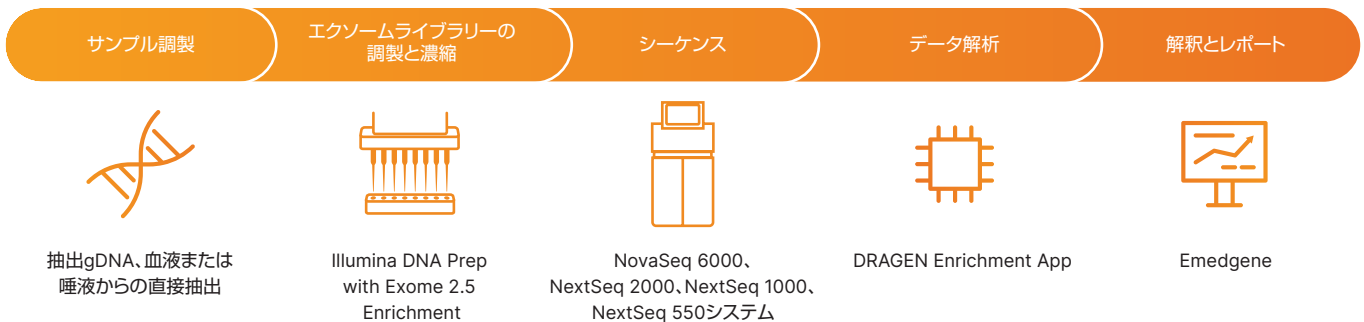 サンプル調製
エクソームライブラリーの
調製と濃縮
シーケンス
データ解析
解釈とレポート
抽出gDNA、血液または
唾液からの直接抽出
Illumina DNA Prep
with Exome 2.5
Enrichment
NovaSeq 6000、
NextSeq 2000、NextSeq 1000、
NextSeq 550システム
DRAGEN Enrichment App
Emedgene